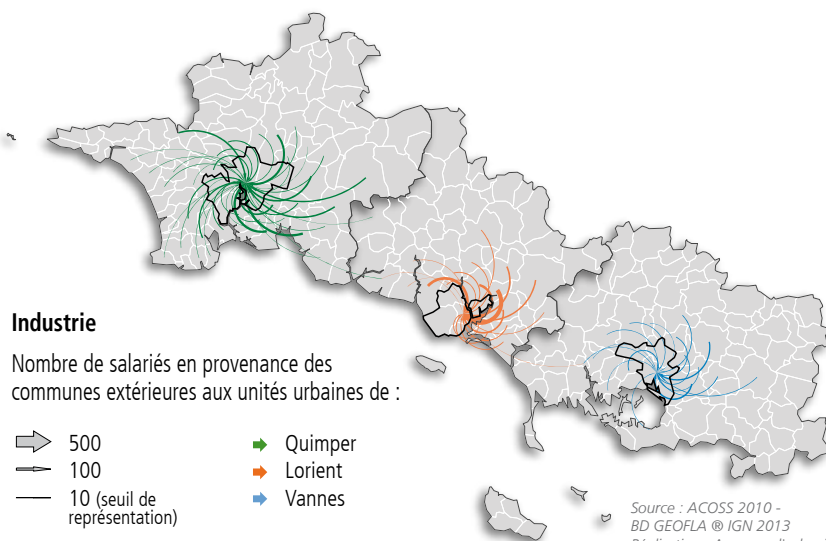 Industrie
Nombre de salariés en provenance des
communes extérieures aux unités urbaines de :
500
100
10 (seuil de
représentation)
Quimper
Lorient
Vannes
Source : ACOSS 2010 -
BD GEOFLA ® IGN 2013